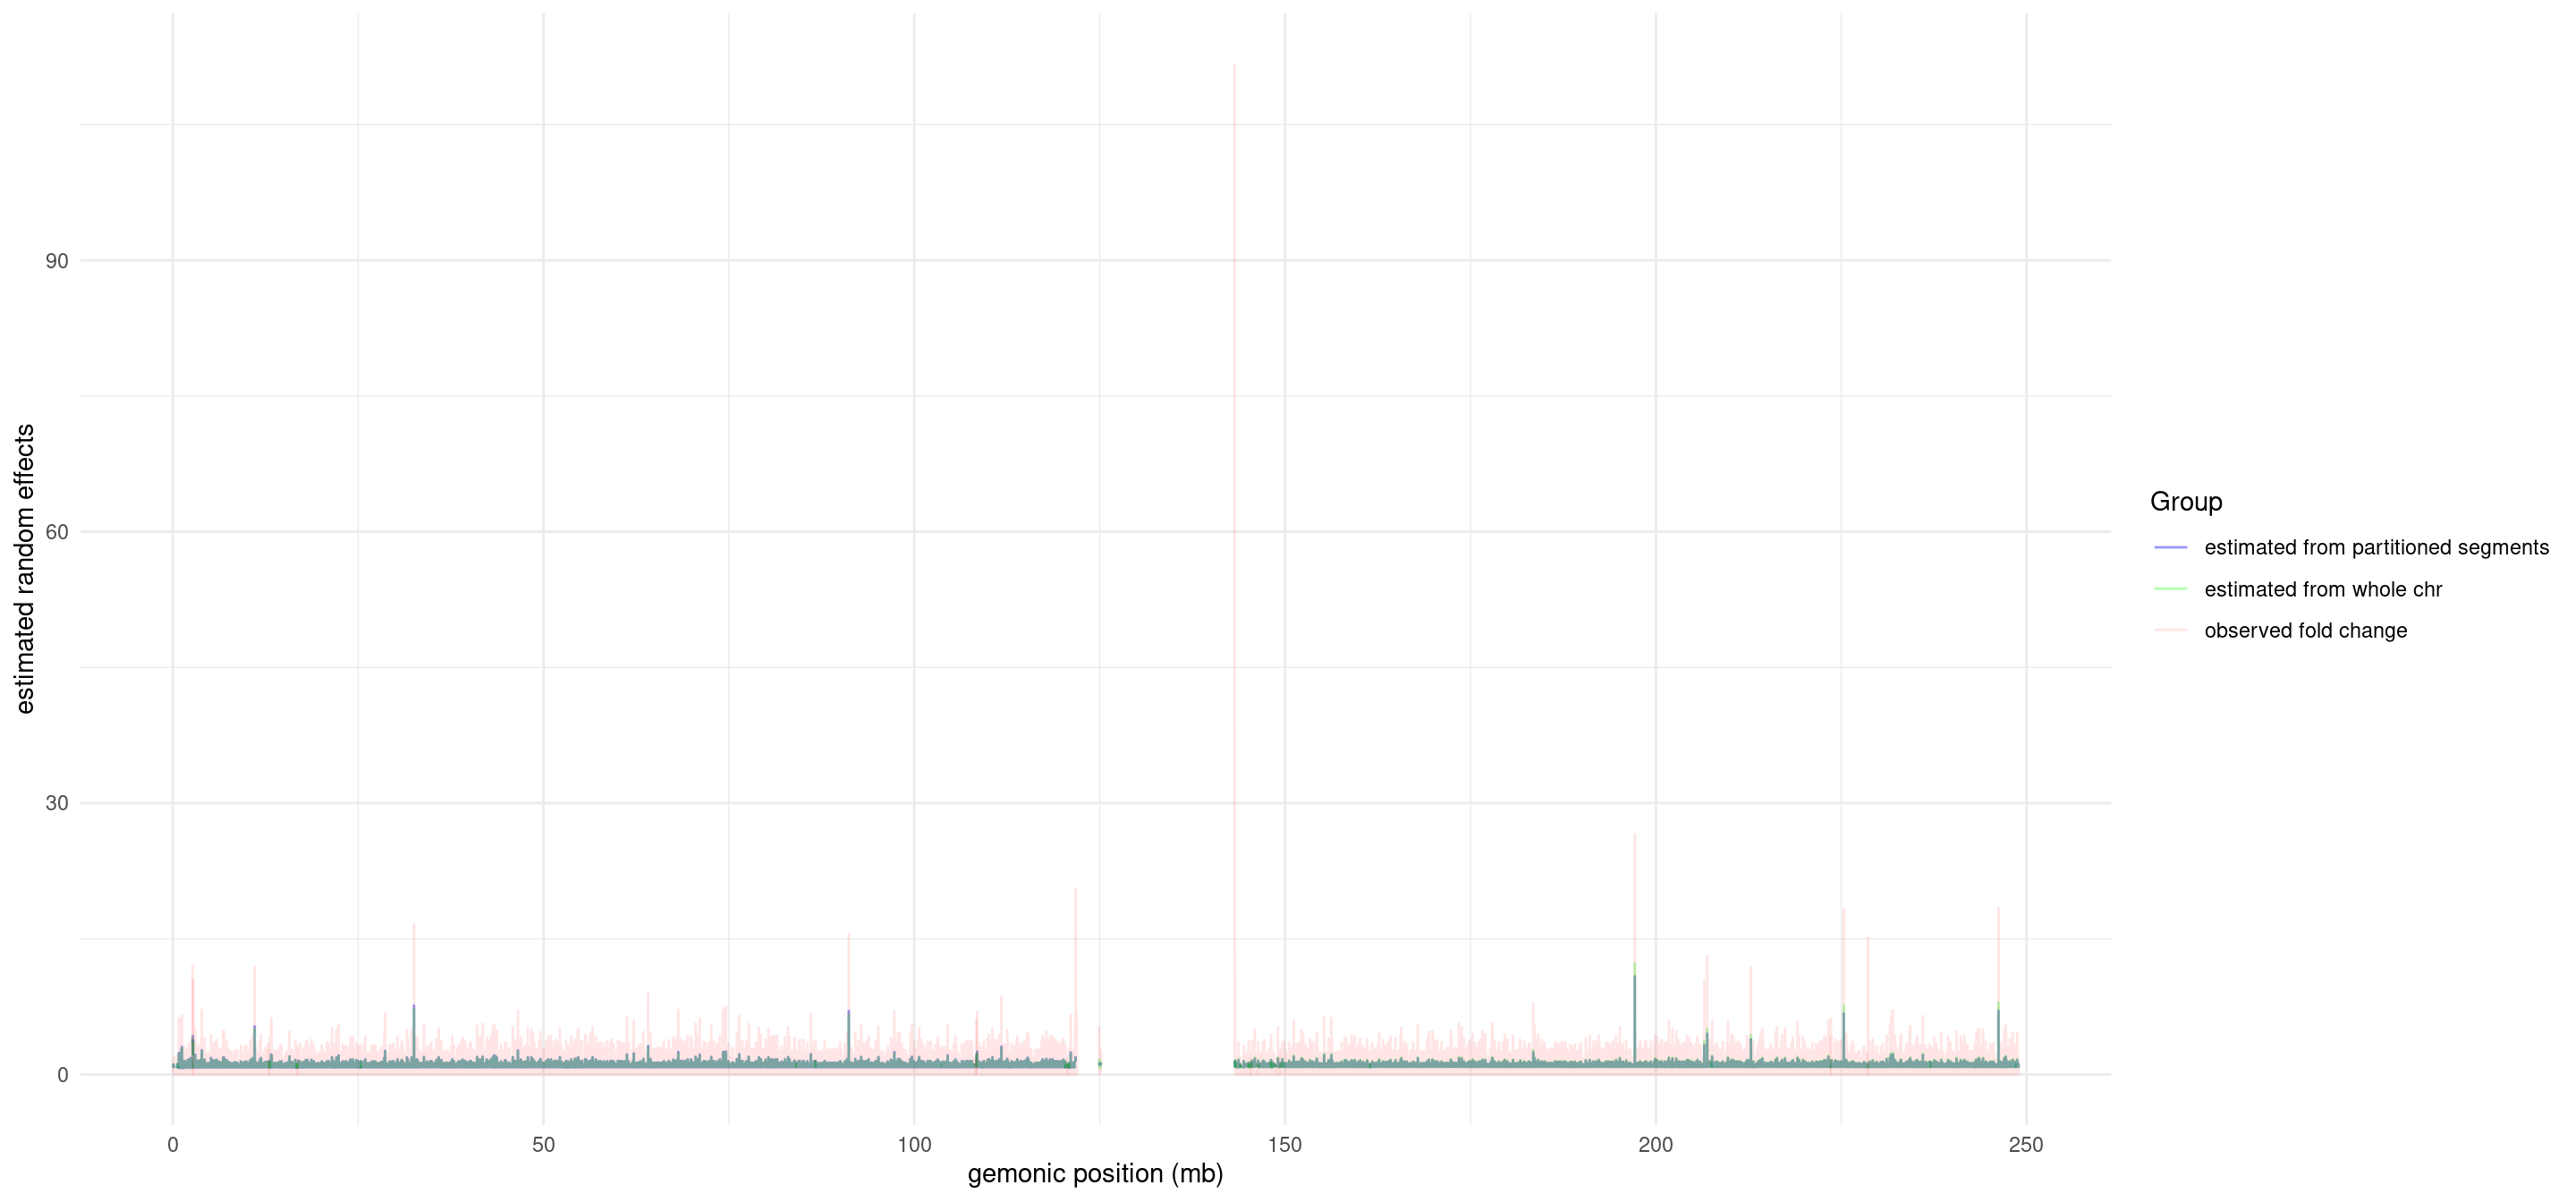 estimated random effects
90
60
30
0
0
50
100
150
200
250
gemonic position (mb)
Group
estimated from partitioned segments
estimated from whole chr
observed fold change